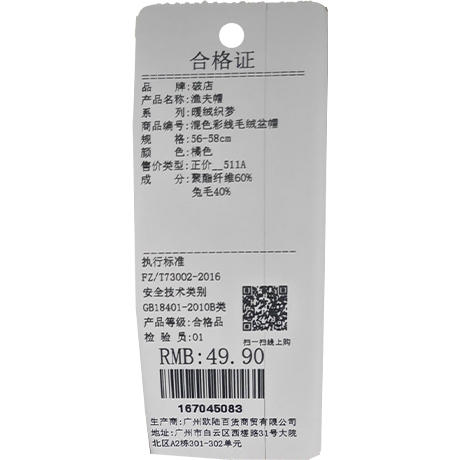 合格证
品 牌:破店
产品名称:渔夫帽
系 列:暖绒织梦
商品编号:混色彩线毛绒盆帽
规 格:56-58cm
颜 色:橘色
售价类型:正价__511A
成 分:聚酯纤维60%
兔毛40%
执行标准
FZ/T73002-2016
安全技术类别
GB18401-2010B类
产品等级:合格品
检 验 员:01
扫一扫线上购
RMB:49.90
167045083
生产商:广州欧陆百货商贸有限公司
地址:广州市白云区西槎路31号大院
北区A2栋301-302单元